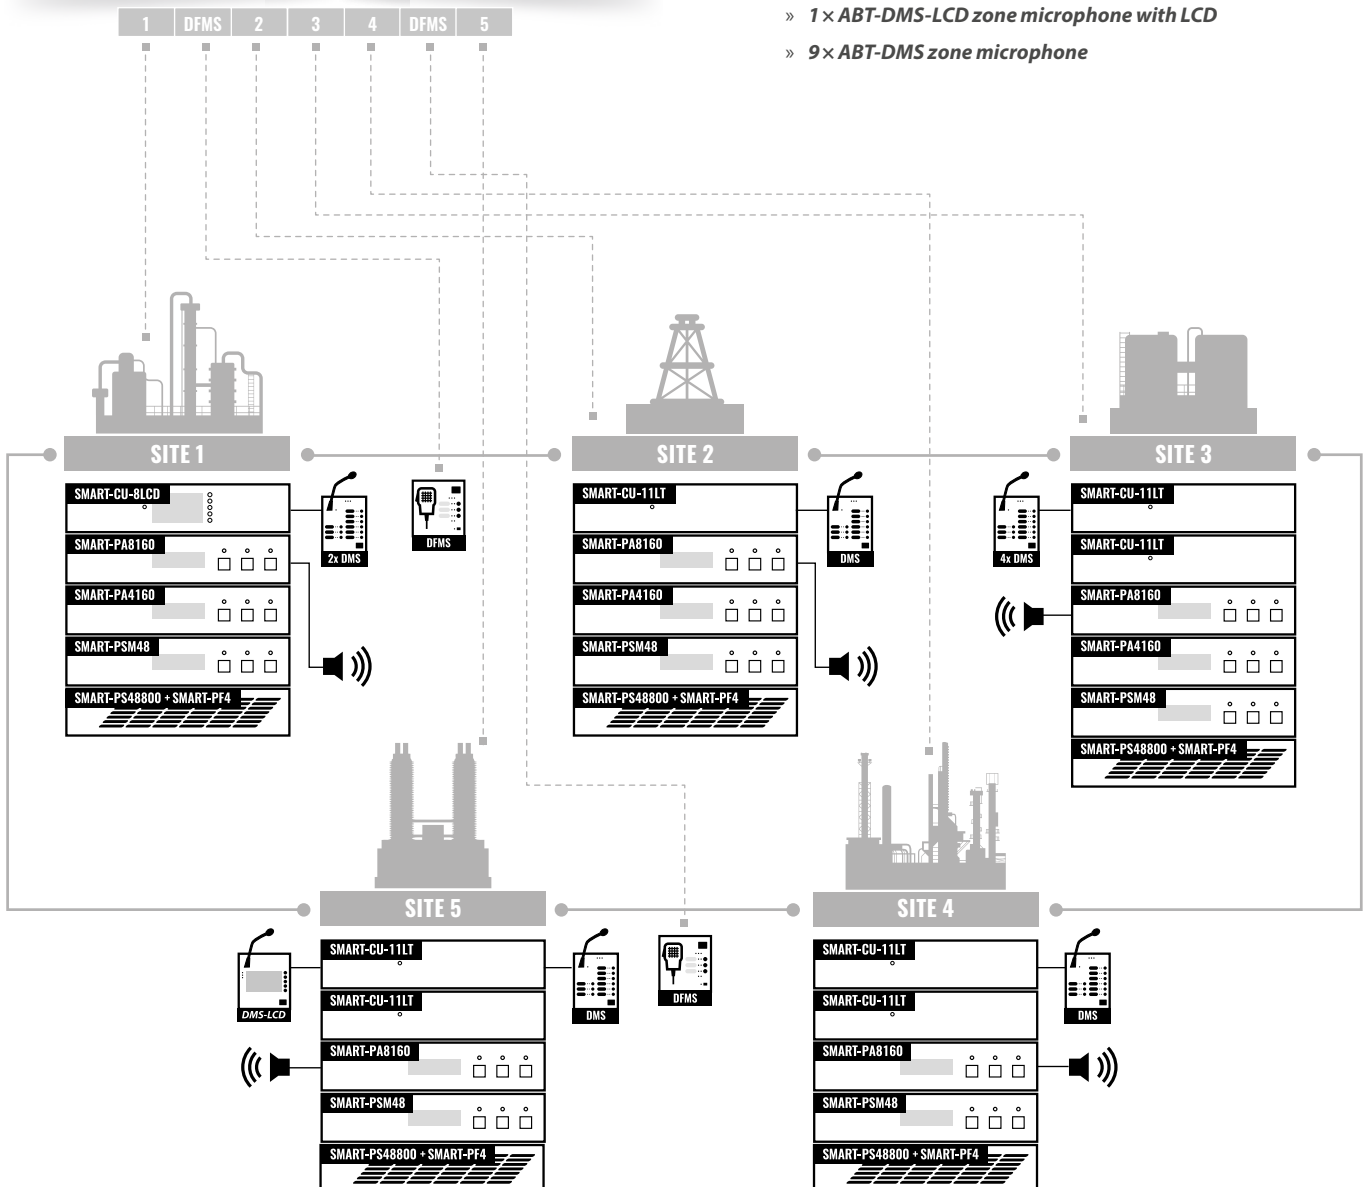 » 1× ABT-DMS-LCD zone microphone with LCD
» 9× ABT-DMS zone microphone
1 DFMS 2 3 4 DFMS 5
SITE 1
SMART-CU-8LCD
SMART-PA8160
SMART-PA4160
SMART-PSM48
SMART-PS48800 + SMART-PF4
2x DMS
DFMS
SITE 2
SMART-CU-11LT
SMART-PA8160
SMART-PA4160
SMART-PSM48
SMART-PS48800 + SMART-PF4
DMS
SITE 3
4x DMS
SMART-CU-11LT
SMART-CU-11LT
SMART-PA8160
SMART-PA4160
SMART-PSM48
SMART-PS48800 + SMART-PF4
SITE 5
DMS-LCD
SMART-CU-11LT
SMART-CU-11LT
SMART-PA8160
SMART-PSM48
SMART-PS48800 + SMART-PF4
DMS
DFMS
SITE 4
SMART-CU-11LT
SMART-CU-11LT
SMART-PA8160
SMART-PSM48
SMART-PS48800 + SMART-PF4
DMS